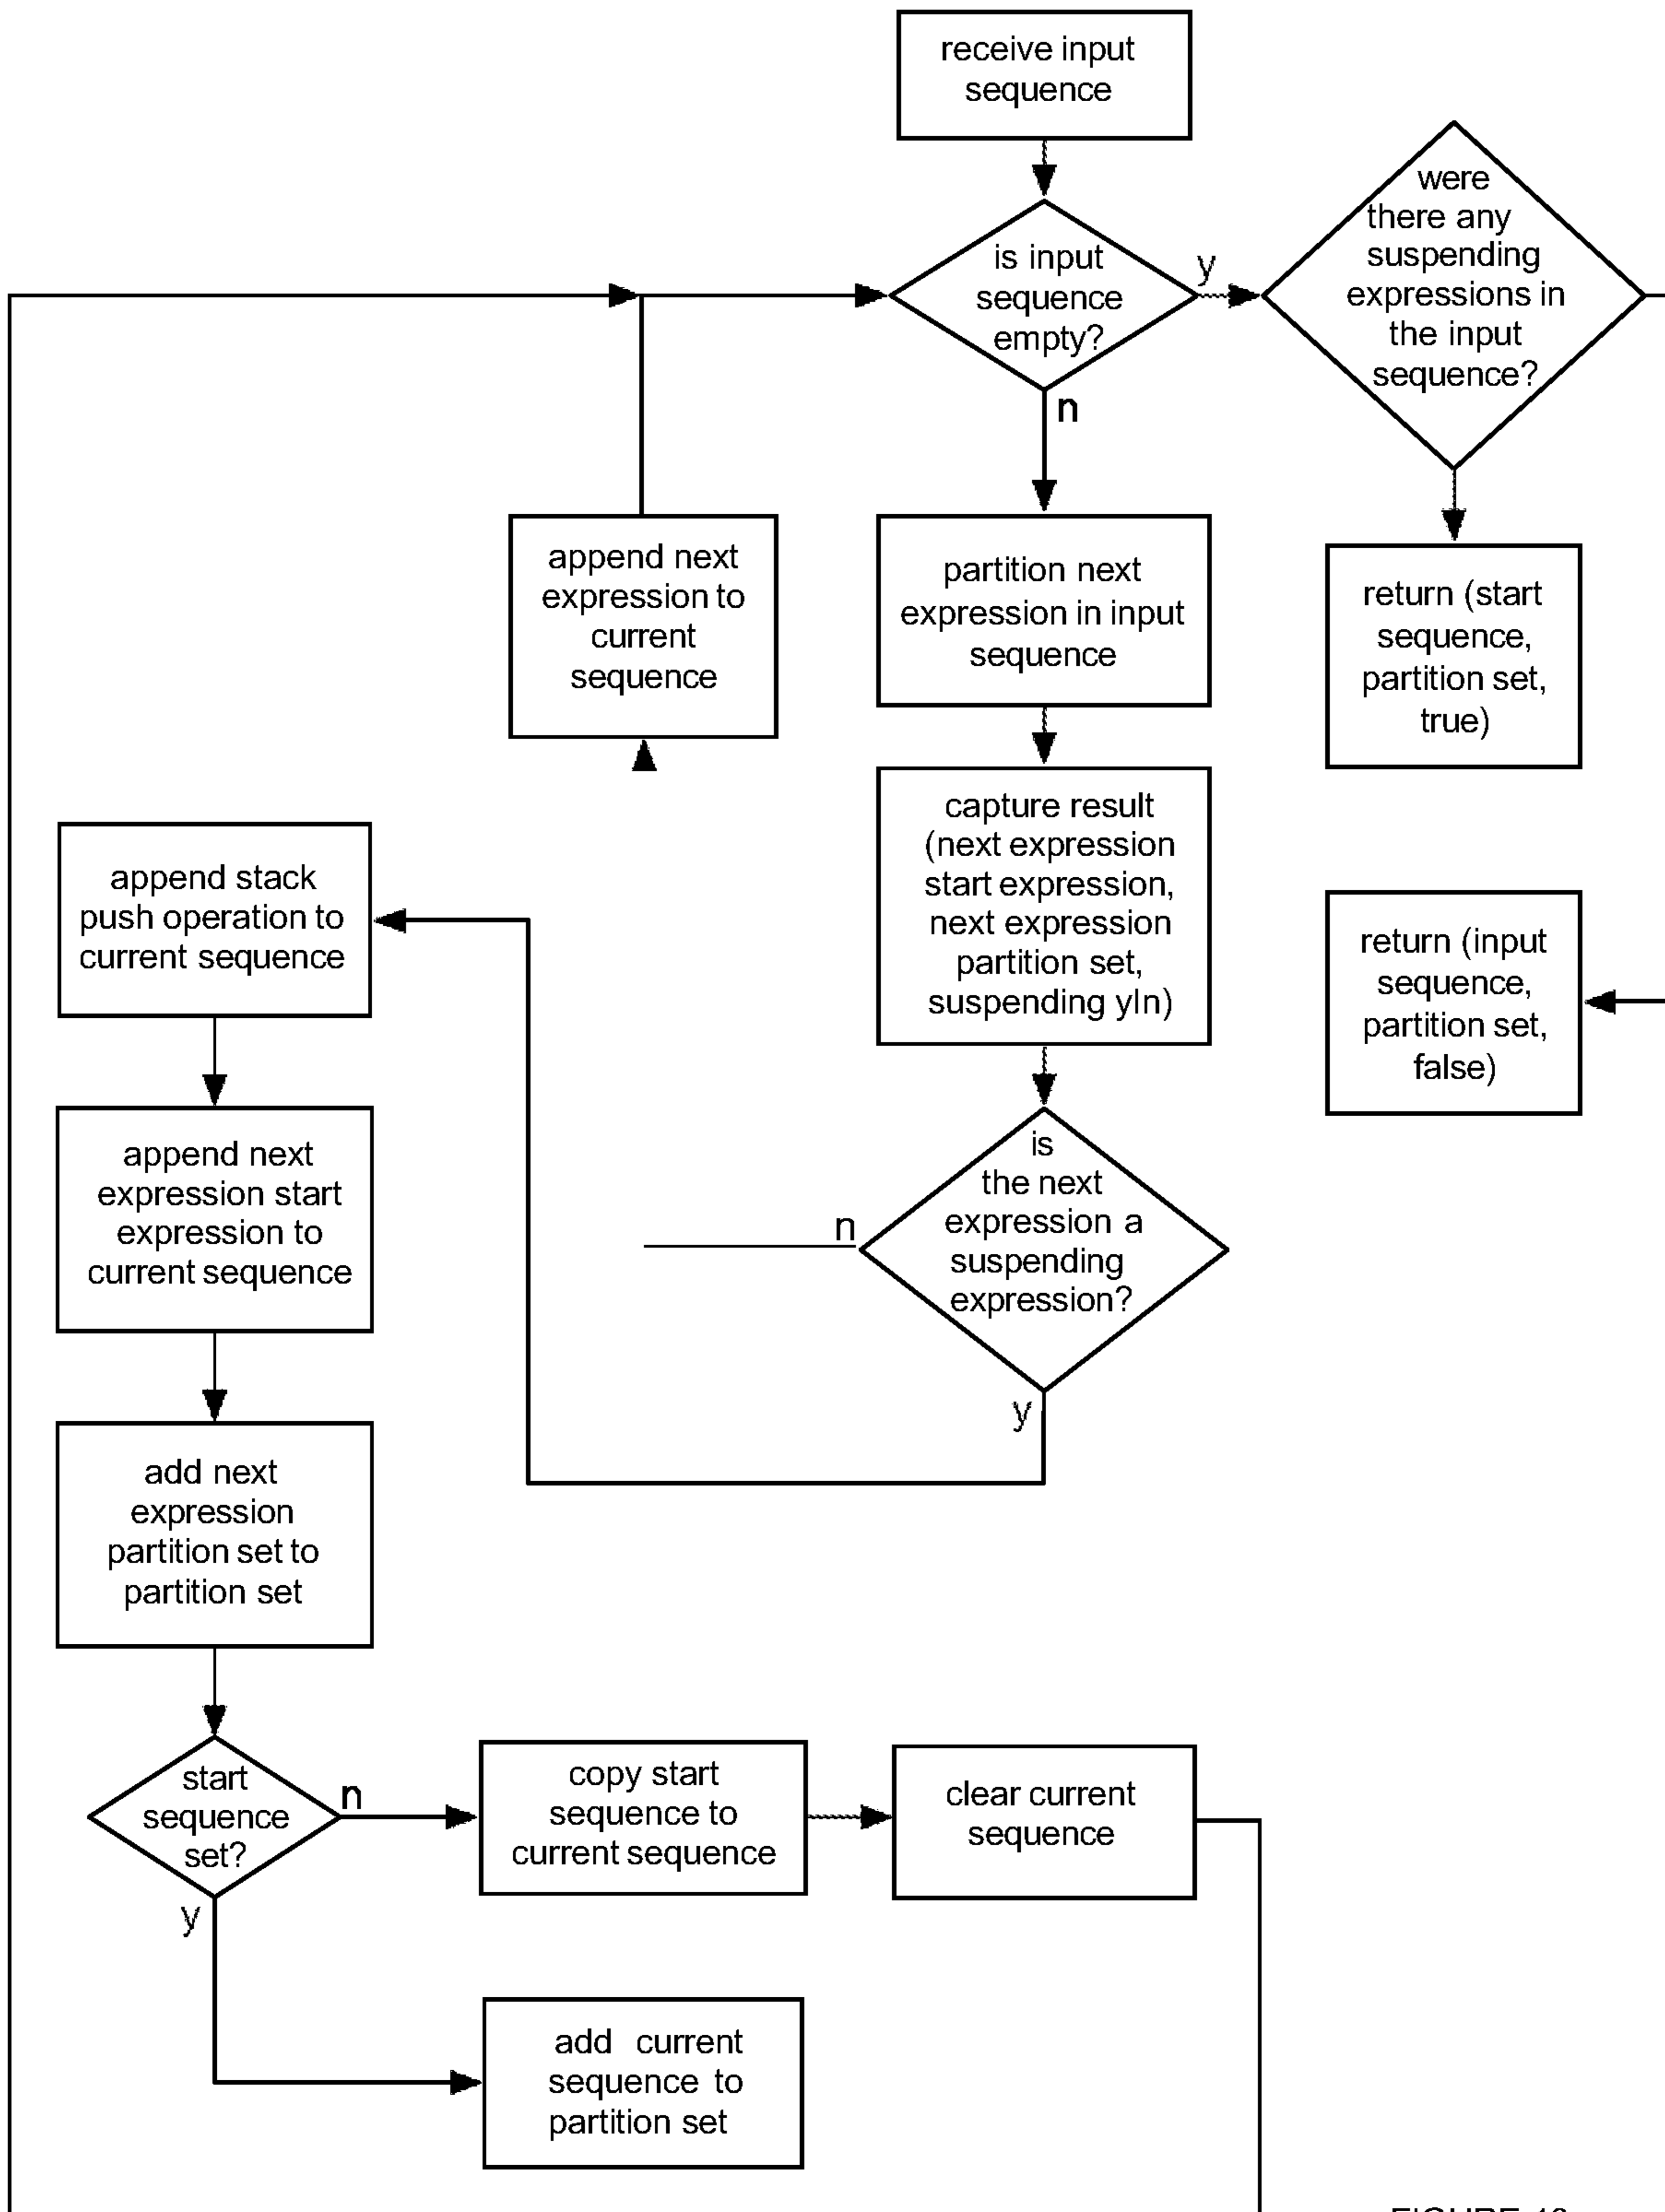 receive input
sequence
is input
sequence
empty?
y
n
were
there any
suspending
expressions in
the input
sequence?
append next
expression to
current
sequence
partition next
expression in input
sequence
return (start
sequence,
partition set,
true)
capture result
(next expression
start expression,
next expression
partition set,
suspending yln)
append stack
push operation to
current sequence
return (input
sequence,
partition set,
false)
append next
expression start
expression to
current sequence
is
the next
expression a
suspending
expression?
n
y
add next
expression
partition set to
partition set
start
sequence
set?
n
y
copy start
sequence to
current sequence
clear current
sequence
add current
sequence to
partition set